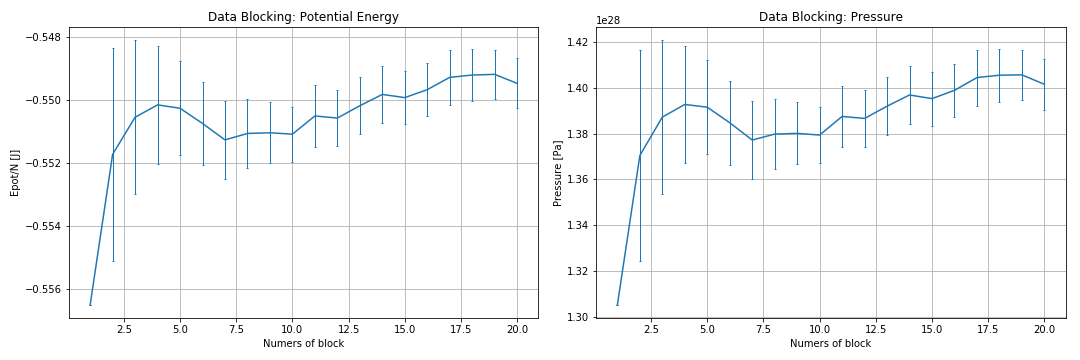 Data Blocking: Potential Energy
−0.548
−0.550
−0.552
−0.554
−0.556
Epot/N [J]
2.5 5.0 7.5 10.0 12.5 15.0 17.5 20.0
Numers of block
Data Blocking: Pressure
1e28
1.42
1.40
1.38
1.36
1.34
1.32
1.30
Pressure [Pa]
2.5 5.0 7.5 10.0 12.5 15.0 17.5 20.0
Numers of block